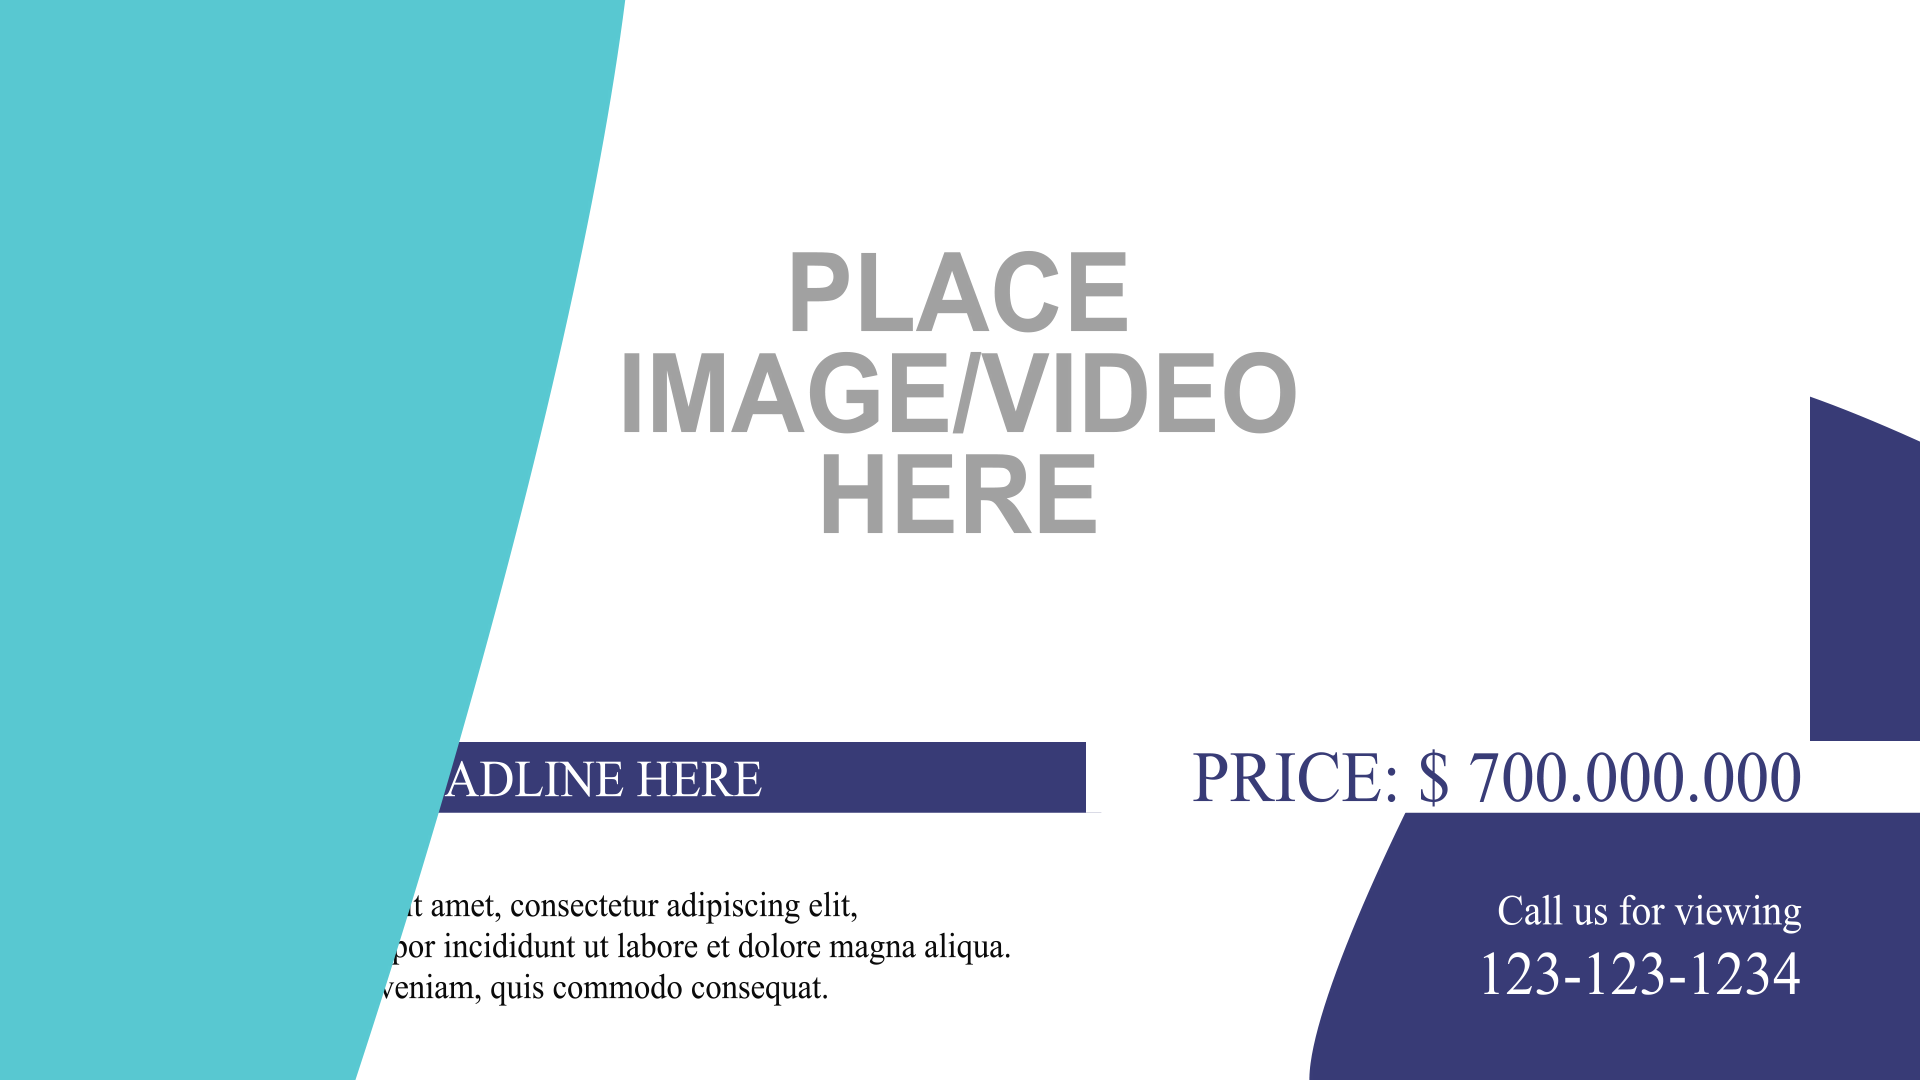 PLACE
IMAGE/VIDEO
HERE
ADLINE HERE
PRICE: $ 700.000.000
it amet, consectetur adipiscing elit,
por incididunt ut labore et dolore magna aliqua.
veniam, quis commodo consequat.
Call us for viewing
123-123-1234